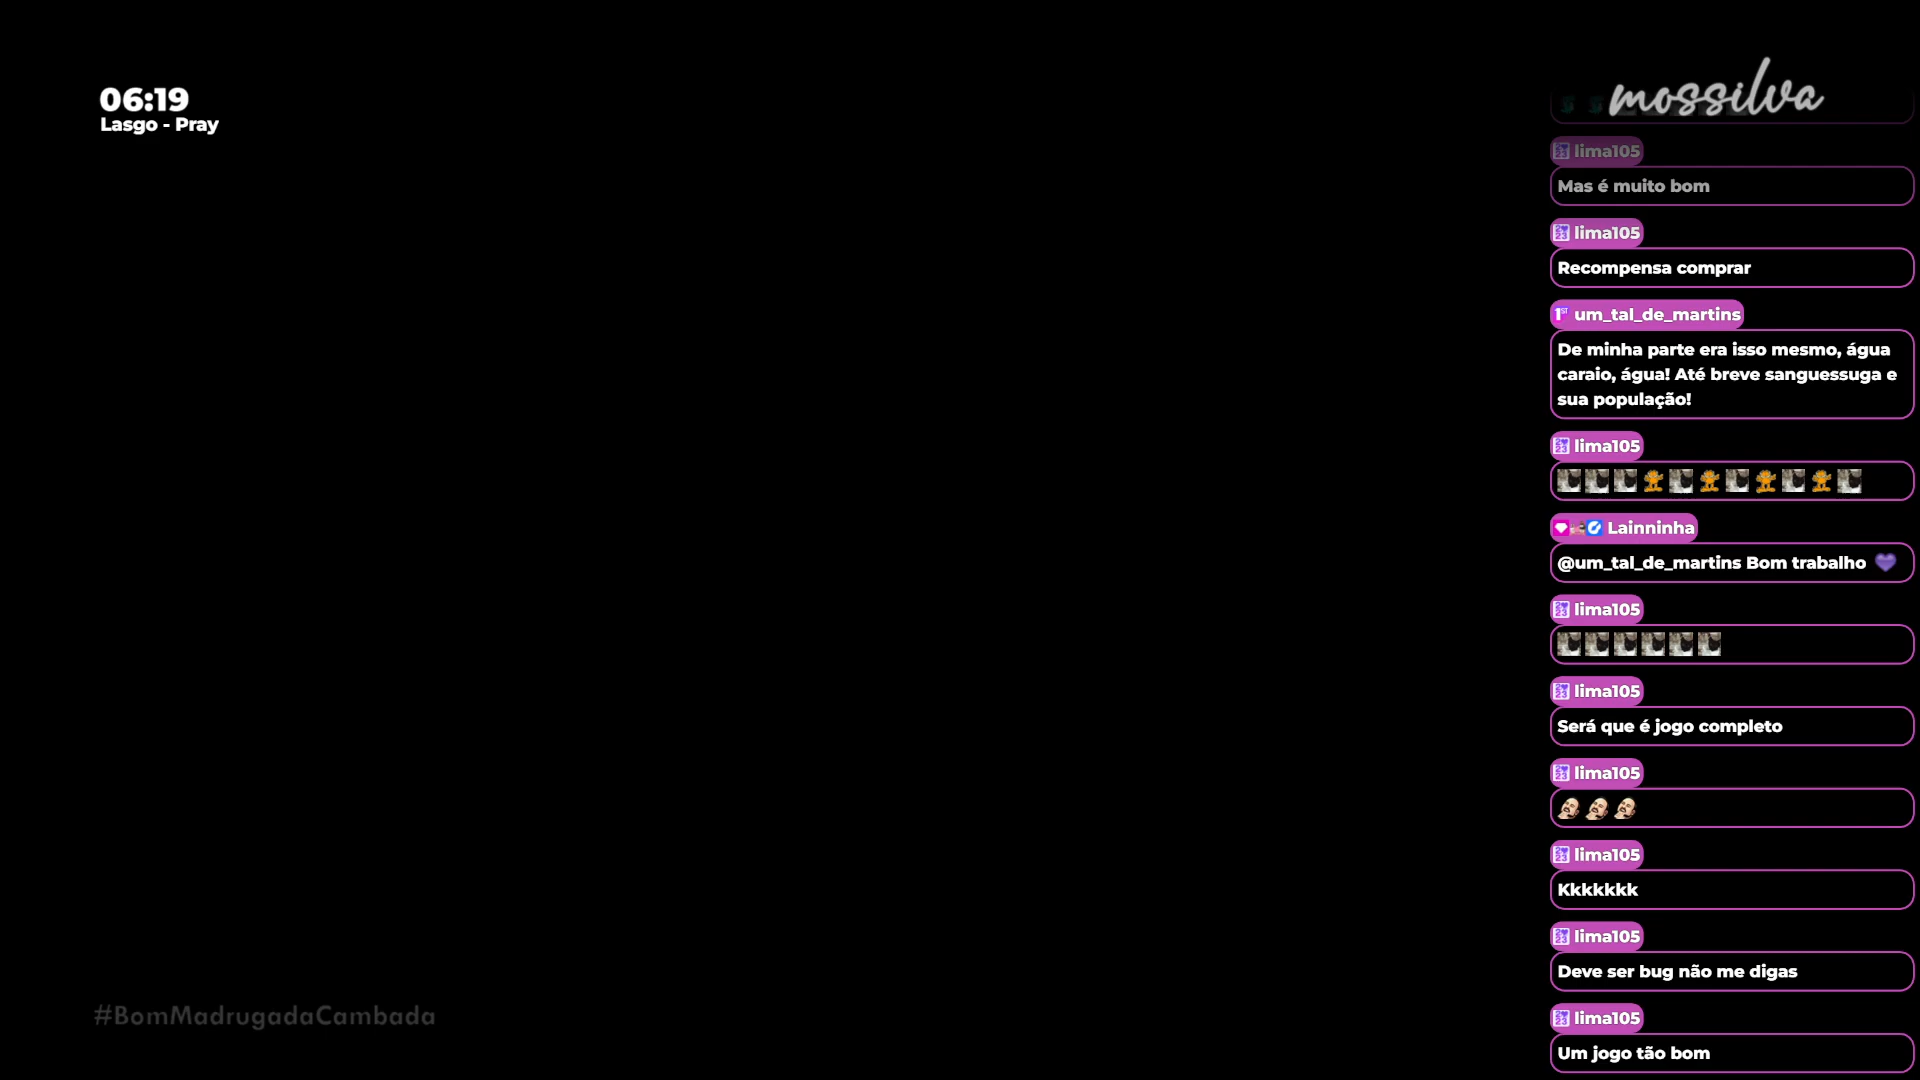 06:19
Lasgo - Pray
mossilva
lima105
Mas é muito bom
lima105
Recompensa comprar
1ST um_tal_de_martins
De minha parte era isso mesmo, água
caraio, água! Até breve sanguessuga e
sua população!
lima105
Lainninha
@um_tal_de_martins Bom trabalho 💜
lima105
lima105
Será que é jogo completo
lima105
lima105
Kkkkkkk
lima105
Deve ser bug não me digas
lima105
Um jogo tão bom
#BomMadrugadaCambada